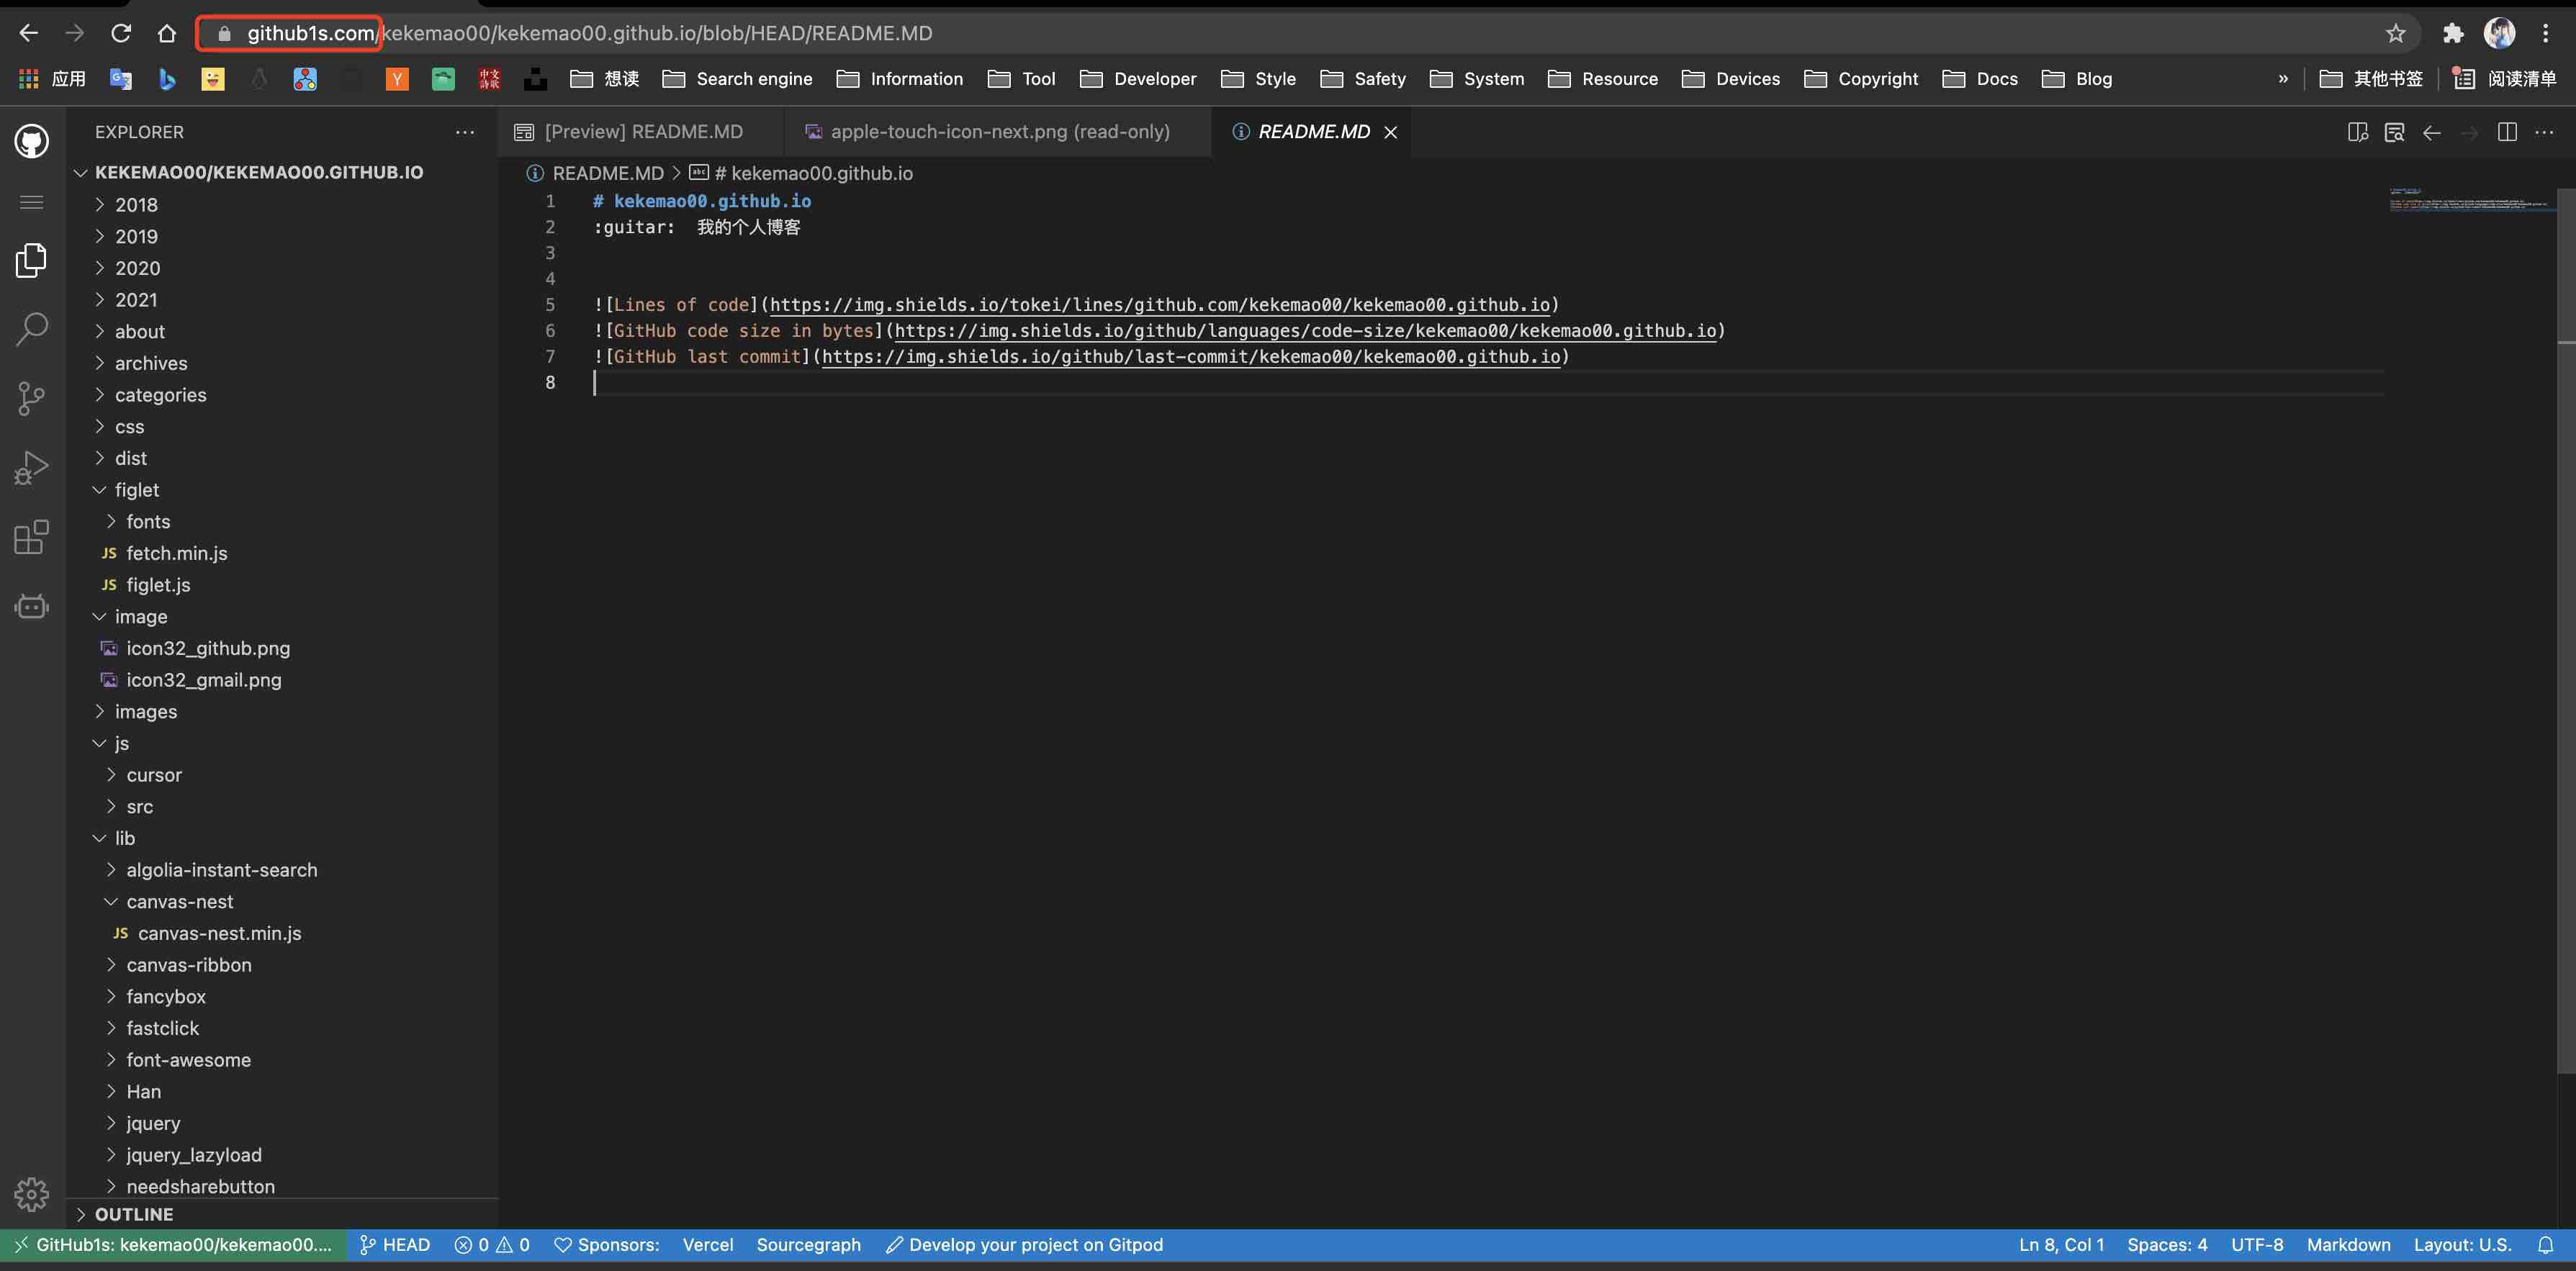 github1s.com/kekemao00/kekemao00.github.io/blob/HEAD/README.MD
应用 想读 Search engine Information Tool Developer Style Safety System Resource Devices Copyright Docs Blog » 其他书签 阅读清单
EXPLORER
[Preview] README.MD apple-touch-icon-next.png (read-only) README.MD
KEKEMAO00/KEKEMAO00.GITHUB.IO
2018
2019
2020
2021
about
archives
categories
css
dist
figlet
fonts
JS fetch.min.js
JS figlet.js
image
icon32_github.png
icon32_gmail.png
images
js
cursor
src
lib
algolia-instant-search
canvas-nest
JS canvas-nest.min.js
canvas-ribbon
fancybox
fastclick
font-awesome
Han
jquery
jquery_lazyload
needsharebutton
OUTLINE
README.MD > # kekemao00.github.io
1 # kekemao00.github.io
2 :guitar: 我的个人博客
3
4
5 ![Lines of code](https://img.shields.io/tokei/lines/github.com/kekemao00/kekemao00.github.io)
6 ![GitHub code size in bytes](https://img.shields.io/github/languages/code-size/kekemao00/kekemao00.github.io)
7 ![GitHub last commit](https://img.shields.io/github/last-commit/kekemao00/kekemao00.github.io)
8
GitHub1s: kekemao00/kekemao00.... HEAD 0 0 Sponsors: Vercel Sourcegraph Develop your project on Gitpod Ln 8, Col 1 Spaces: 4 UTF-8 Markdown Layout: U.S.